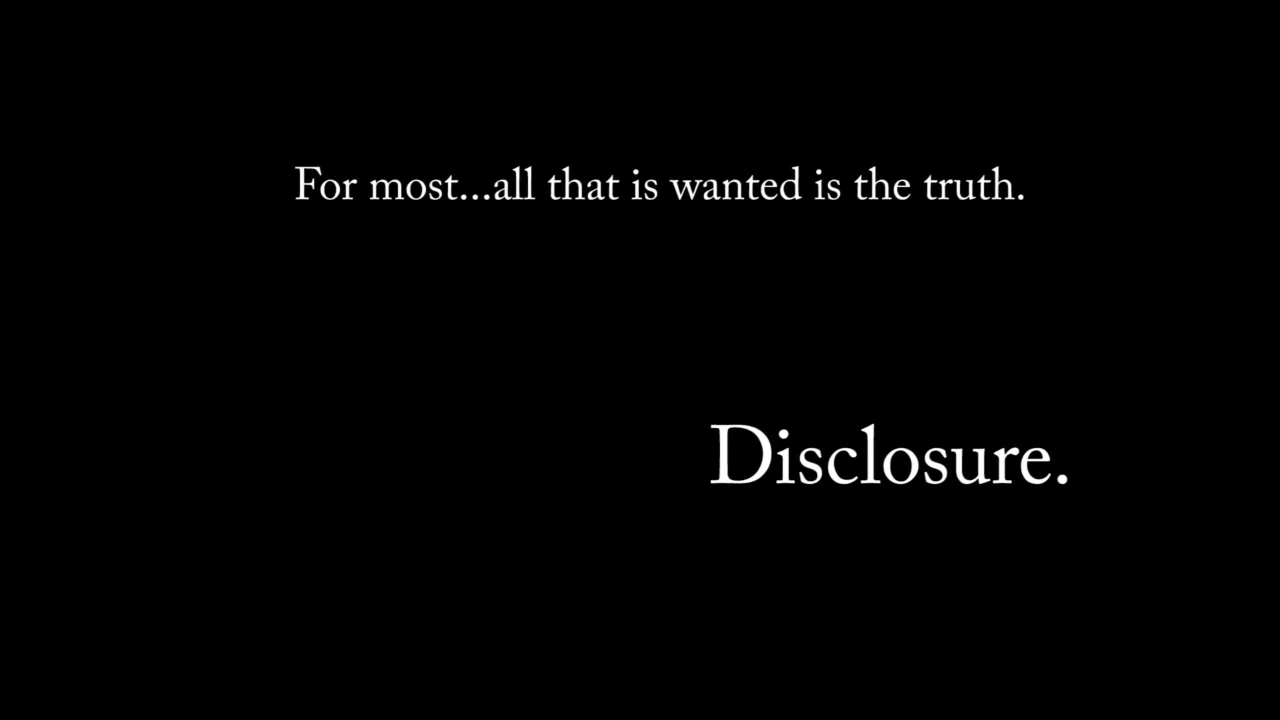 For most...all that is wanted is the truth.
Disclosure.